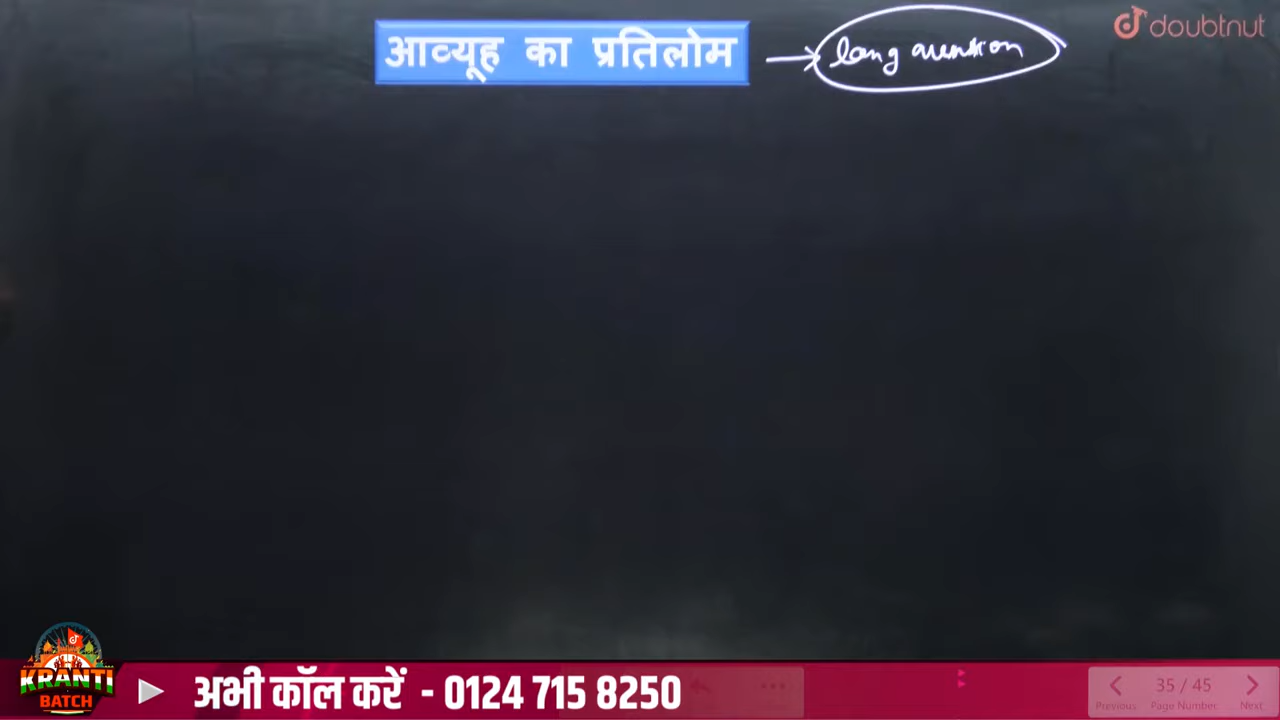 आव्यूह का प्रतिलोम → long question
doubtnut
KRANTI
BATCH
अभी कॉल करें - 0124 715 8250
35 / 45
Previous Page Number Next